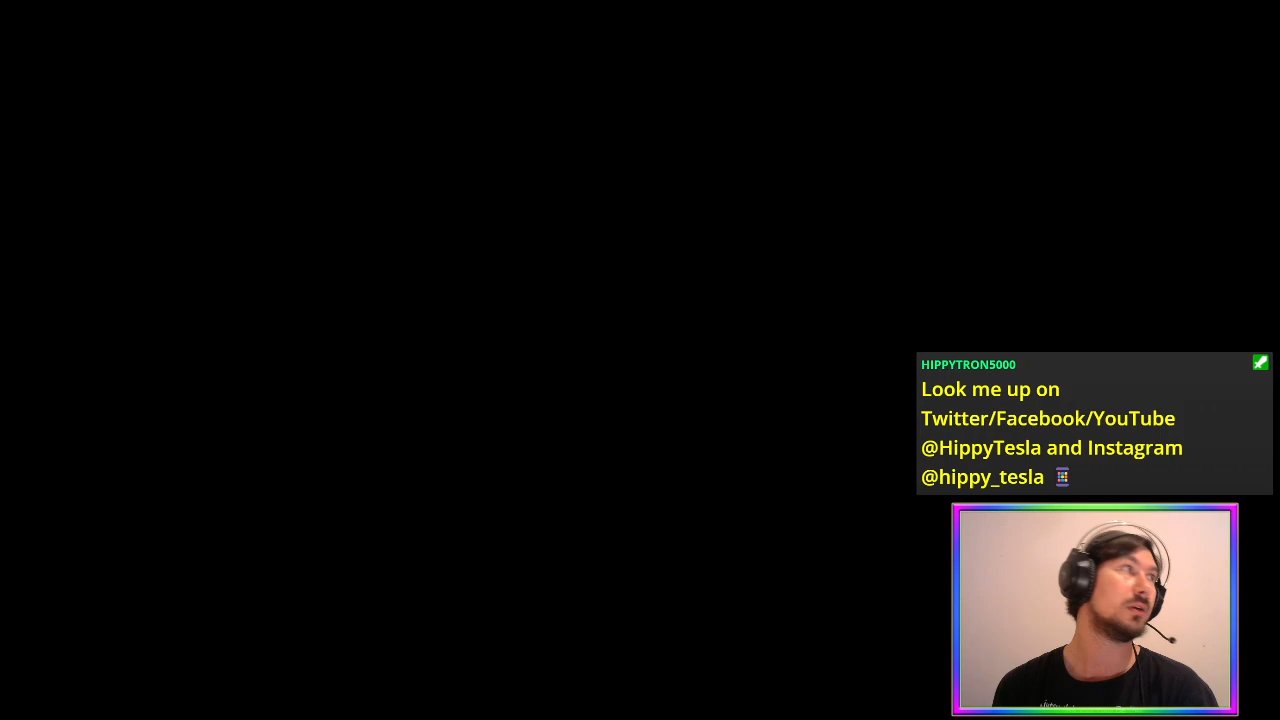 HIPPYTRON5000
Look me up on
Twitter/Facebook/YouTube
@HippyTesla and Instagram
@hippy_tesla